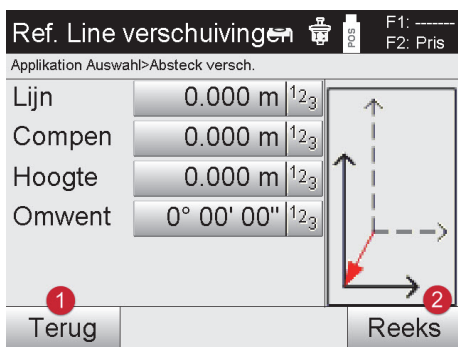 Ref. Line verschuivingen
POS
F1: -------
F2: Pris
Applikation Auswahl>Absteck versch.
Lijn 0.000 m 123
Compen 0.000 m 123
Hoogte 0.000 m 123
Omwent 0° 00' 00" 123
1
2
Terug
Reeks